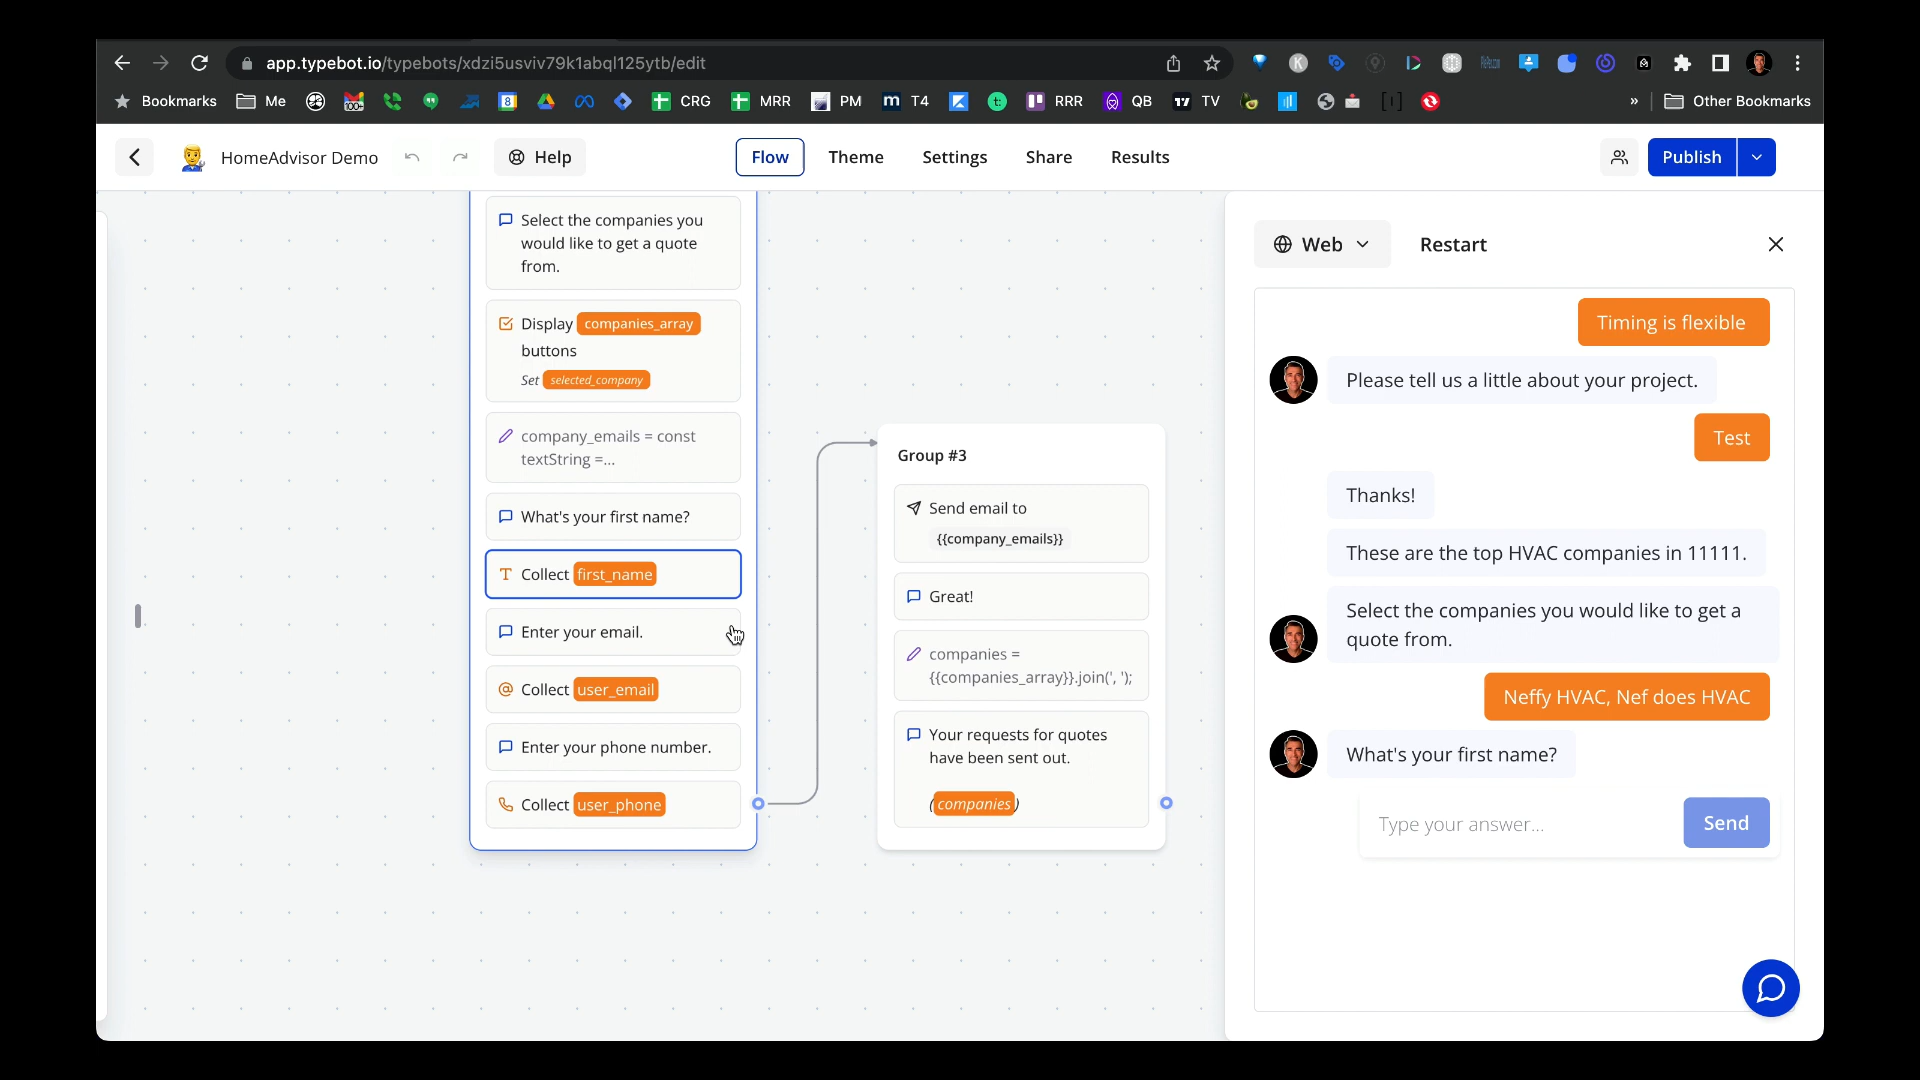 app.typebot.io/typebots/xdzi5usviv79k1abql125ytb/edit
Bookmarks
Me
CRG
MRR
PM
T4
RRR
QB
TV
»
Other Bookmarks
HomeAdvisor Demo
Help
Flow
Theme
Settings
Share
Results
Publish
Select the companies you
would like to get a quote
from.
Display companies_array
buttons
Set selected_company
company_emails = const
textString =...
What's your first name?
Collect first_name
Enter your email.
Collect user_email
Enter your phone number.
Collect user_phone
Group #3
Send email to
{{company_emails}}
Great!
companies =
{{companies_array}}.join(', ');
Your requests for quotes
have been sent out.
(companies)
Web
Restart
Timing is flexible
Please tell us a little about your project.
Test
Thanks!
These are the top HVAC companies in 11111.
Select the companies you would like to get a
quote from.
Neffy HVAC, Nef does HVAC
What's your first name?
Type your answer...
Send